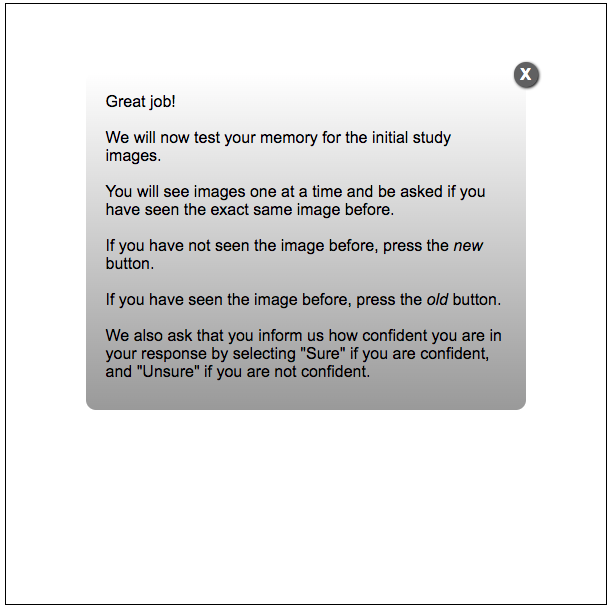 X
Great job!
We will now test your memory for the initial study
images.
You will see images one at a time and be asked if you
have seen the exact same image before.
If you have not seen the image before, press the new
button.
If you have seen the image before, press the old button.
We also ask that you inform us how confident you are in
your response by selecting "Sure" if you are confident,
and "Unsure" if you are not confident.